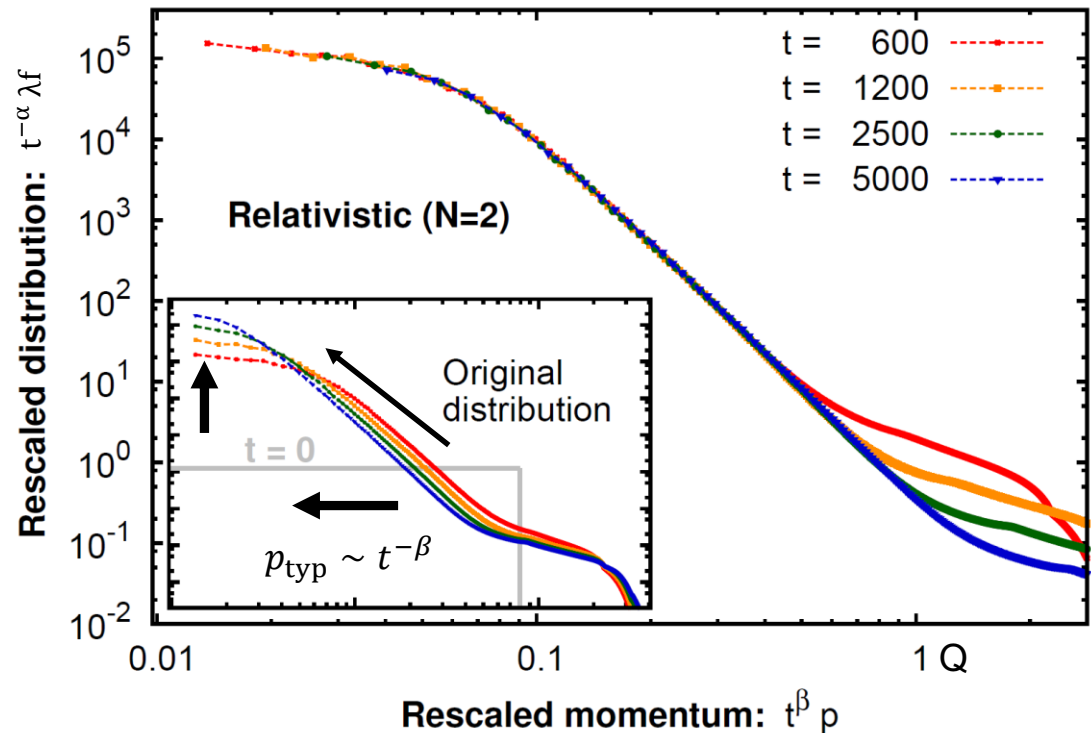 10^5
10^4
10^3
10^2
10^1
10^0
10^-1
10^-2
Rescaled distribution: t^-α λf
t = 600
t = 1200
t = 2500
t = 5000
Relativistic (N=2)
Original
distribution
t = 0
p_typ ~ t^-β
0.01
0.1
1 Q
Rescaled momentum: t^β p